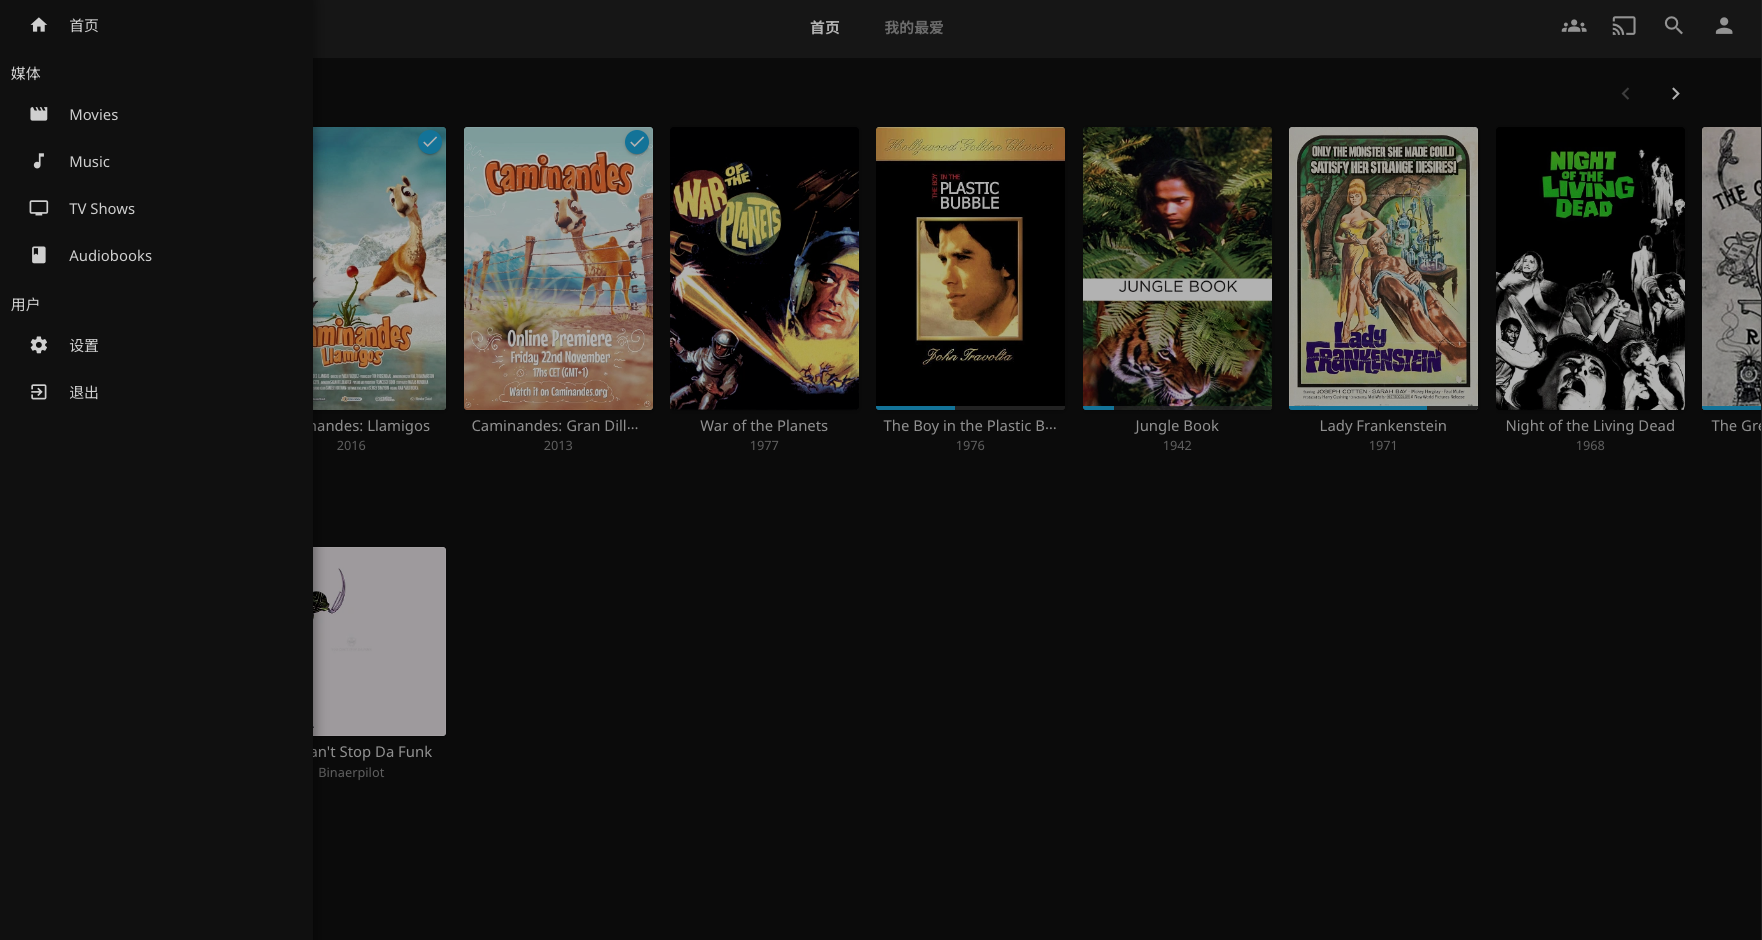 首页
媒体
Movies
Music
TV Shows
Audiobooks
用户
设置
退出
首页
我的最爱
Llamigos
Caminandes
Online Premiere
Friday 22nd November
17hs CET (GMT+1)
Watch it on Caminandes.org
WAR
OF THE
PLANETS
Hollywood Golden Classics
THE BOY
IN THE
PLASTIC
BUBBLE
John Travolta
JUNGLE BOOK
ONLY THE MONSTER SHE MADE COULD
SATISFY HER STRANGE DESIRES!
Lady
FRANKENSTEIN
NIGHT
OF THE
LIVING
DEAD
THE
andes: Llamigos
2016
Caminandes: Gran Dill…
2013
War of the Planets
1977
The Boy in the Plastic B…
1976
Jungle Book
1942
Lady Frankenstein
1971
Night of the Living Dead
1968
The Gre
an't Stop Da Funk
Binaerpilot